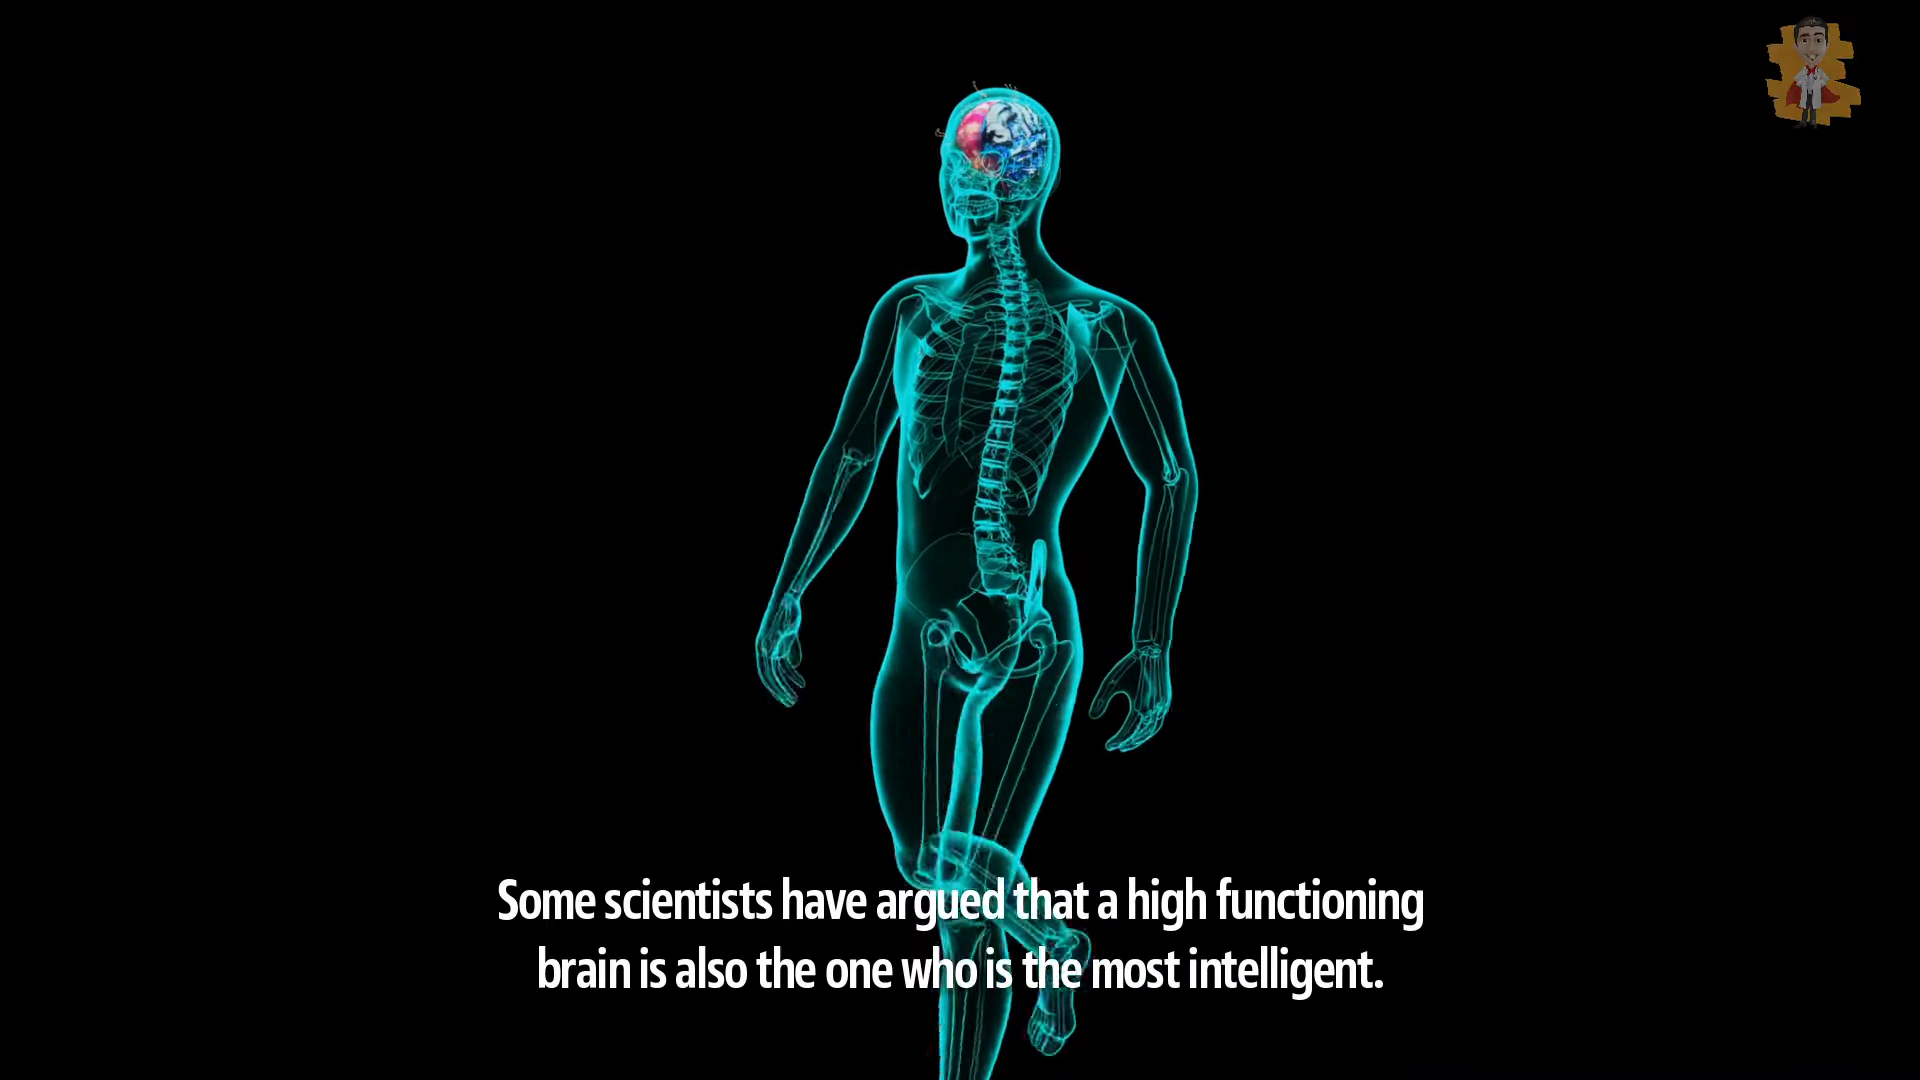 Some scientists have argued that a high functioning
brain is also the one who is the most intelligent.